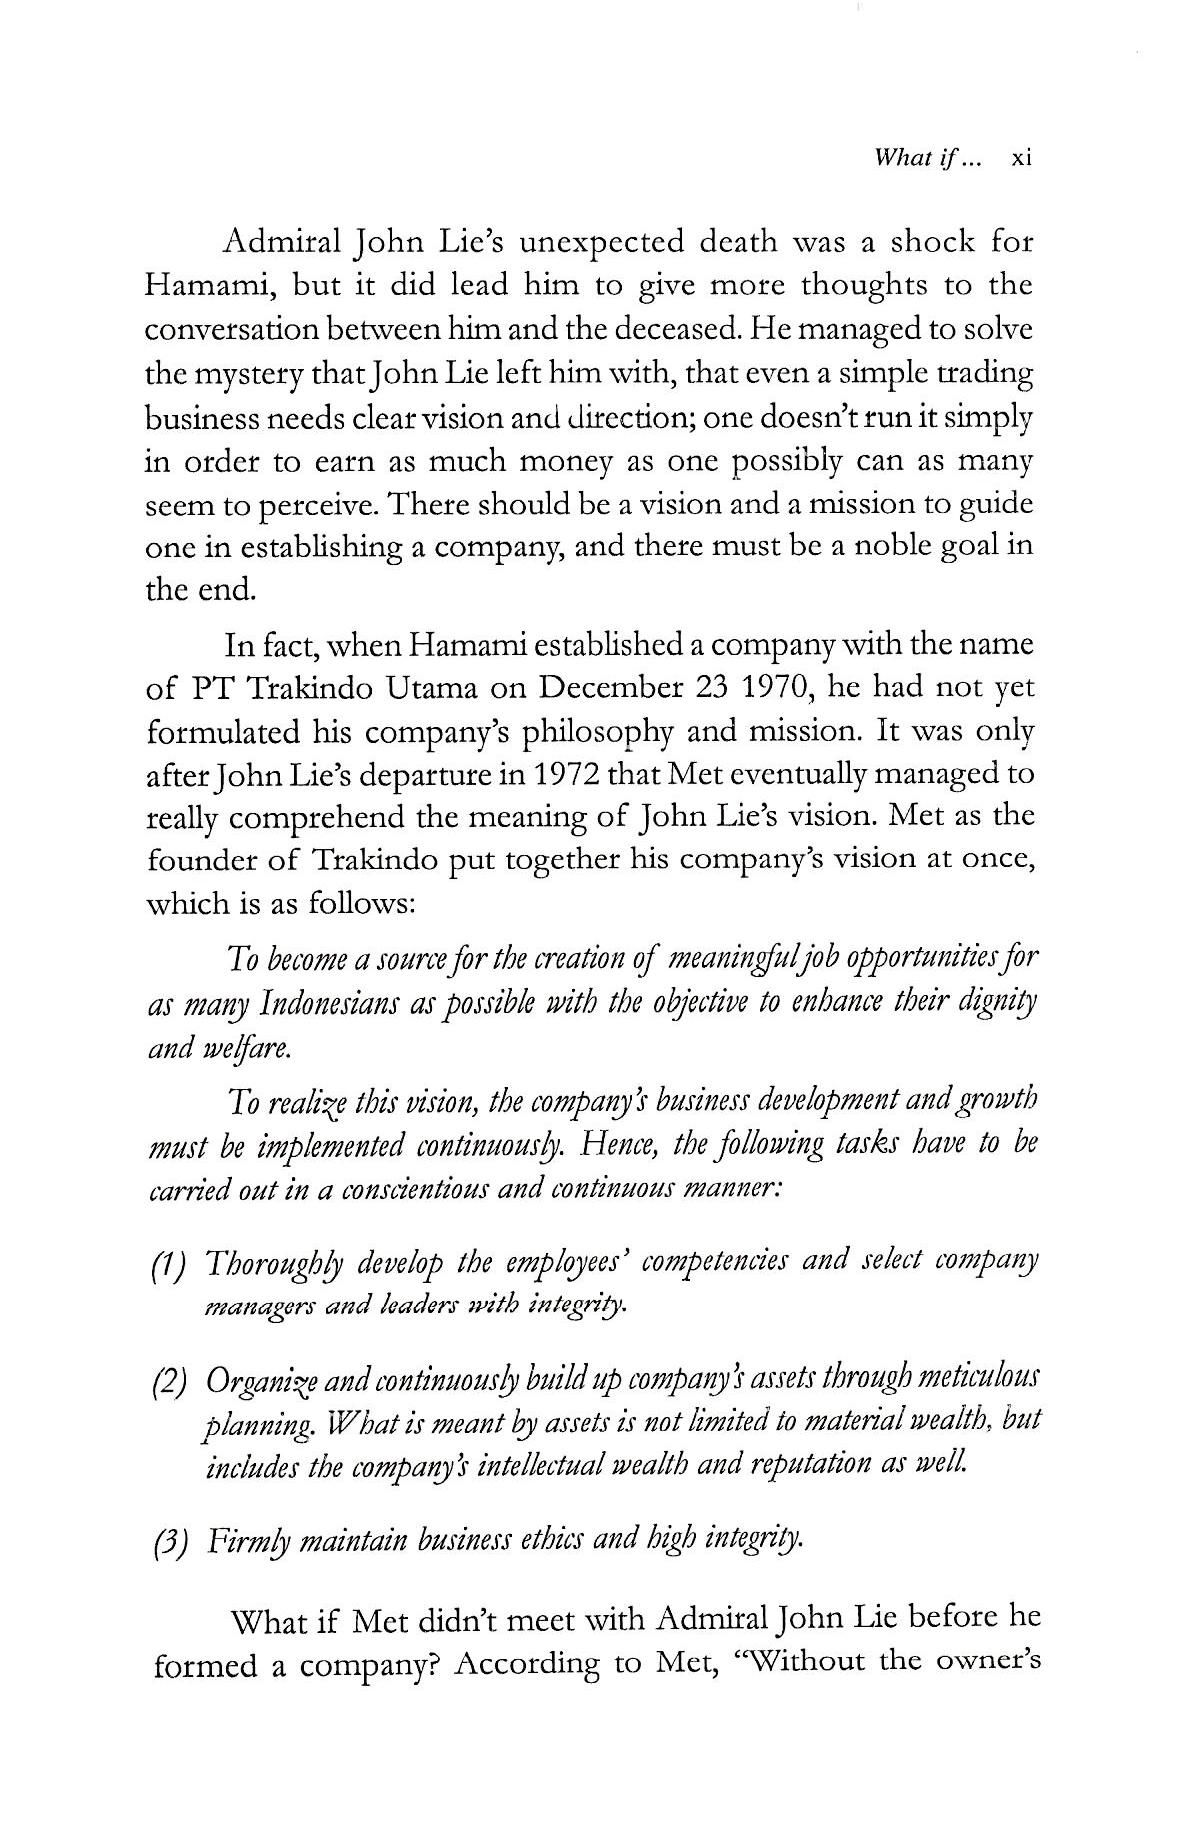 What if... xi
Admiral John Lie's unexpected death was a shock for
Hamami, but it did lead him to give more thoughts to the
conversation between him and the deceased. He managed to solve
the mystery that John Lie left him with, that even a simple trading
business needs clear vision and direction; one doesn't run it simply
in order to earn as much money as one possibly can as many
seem to perceive. There should be a vision and a mission to guide
one in establishing a company, and there must be a noble goal in
the end.
In fact, when Hamami established a company with the name
of PT Trakindo Utama on December 23 1970, he had not yet
formulated his company's philosophy and mission. It was only
after John Lie's departure in 1972 that Met eventually managed to
really comprehend the meaning of John Lie's vision. Met as the
founder of Trakindo put together his company's vision at once,
which is as follows:
To become a source for the creation of meaningful job opportunities for
as many Indonesians as possible with the objective to enhance their dignity
and welfare.
To realize this vision, the company's business development and growth
must be implemented continuously. Hence, the following tasks have to be
carried out in a conscientious and continuous manner:
(1) Thoroughly develop the employees' competencies and select company
managers and leaders with integrity.
(2) Organize and continuously build up company's assets through meticulous
planning. What is meant by assets is not limited to material wealth, but
includes the company's intellectual wealth and reputation as well.
(3) Firmly maintain business ethics and high integrity.
What if Met didn't meet with Admiral John Lie before he
formed a company? According to Met, "Without the owner's